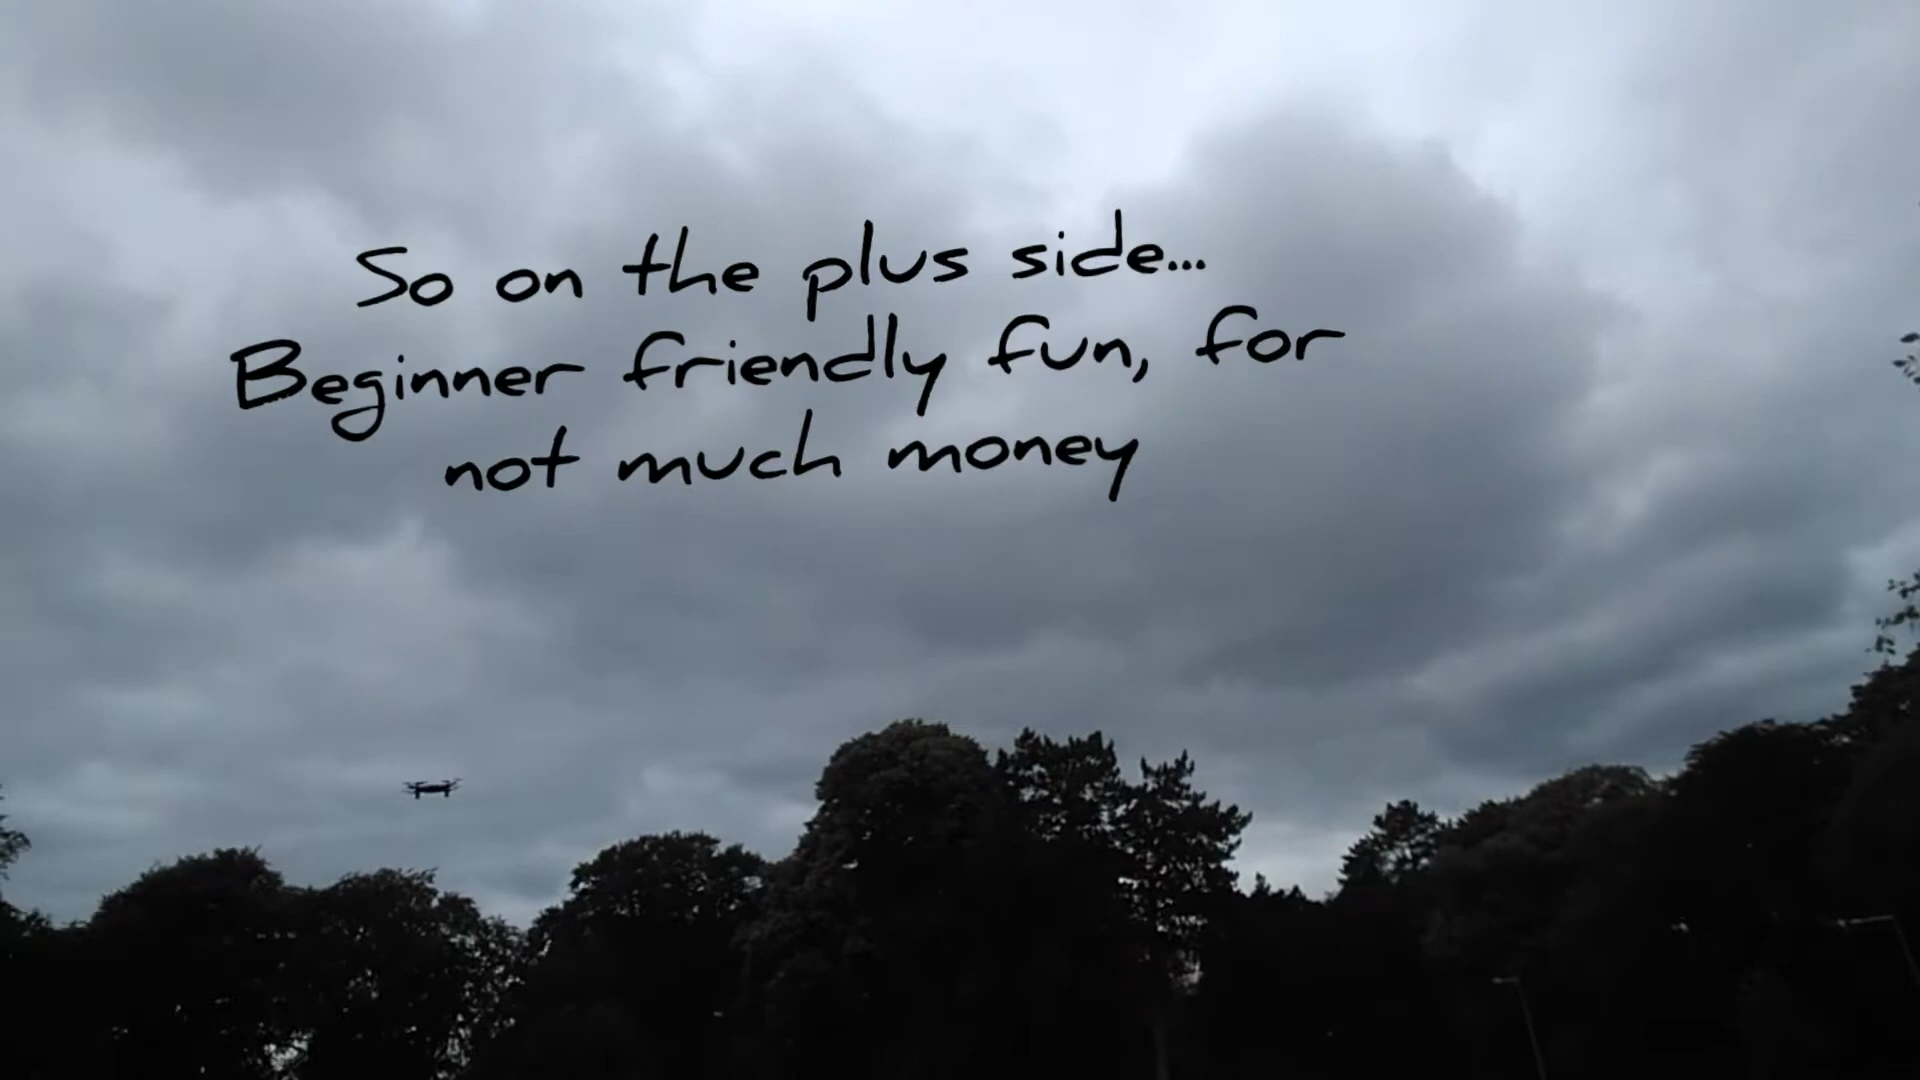 So on the plus side...
Beginner friendly fun, for
not much money